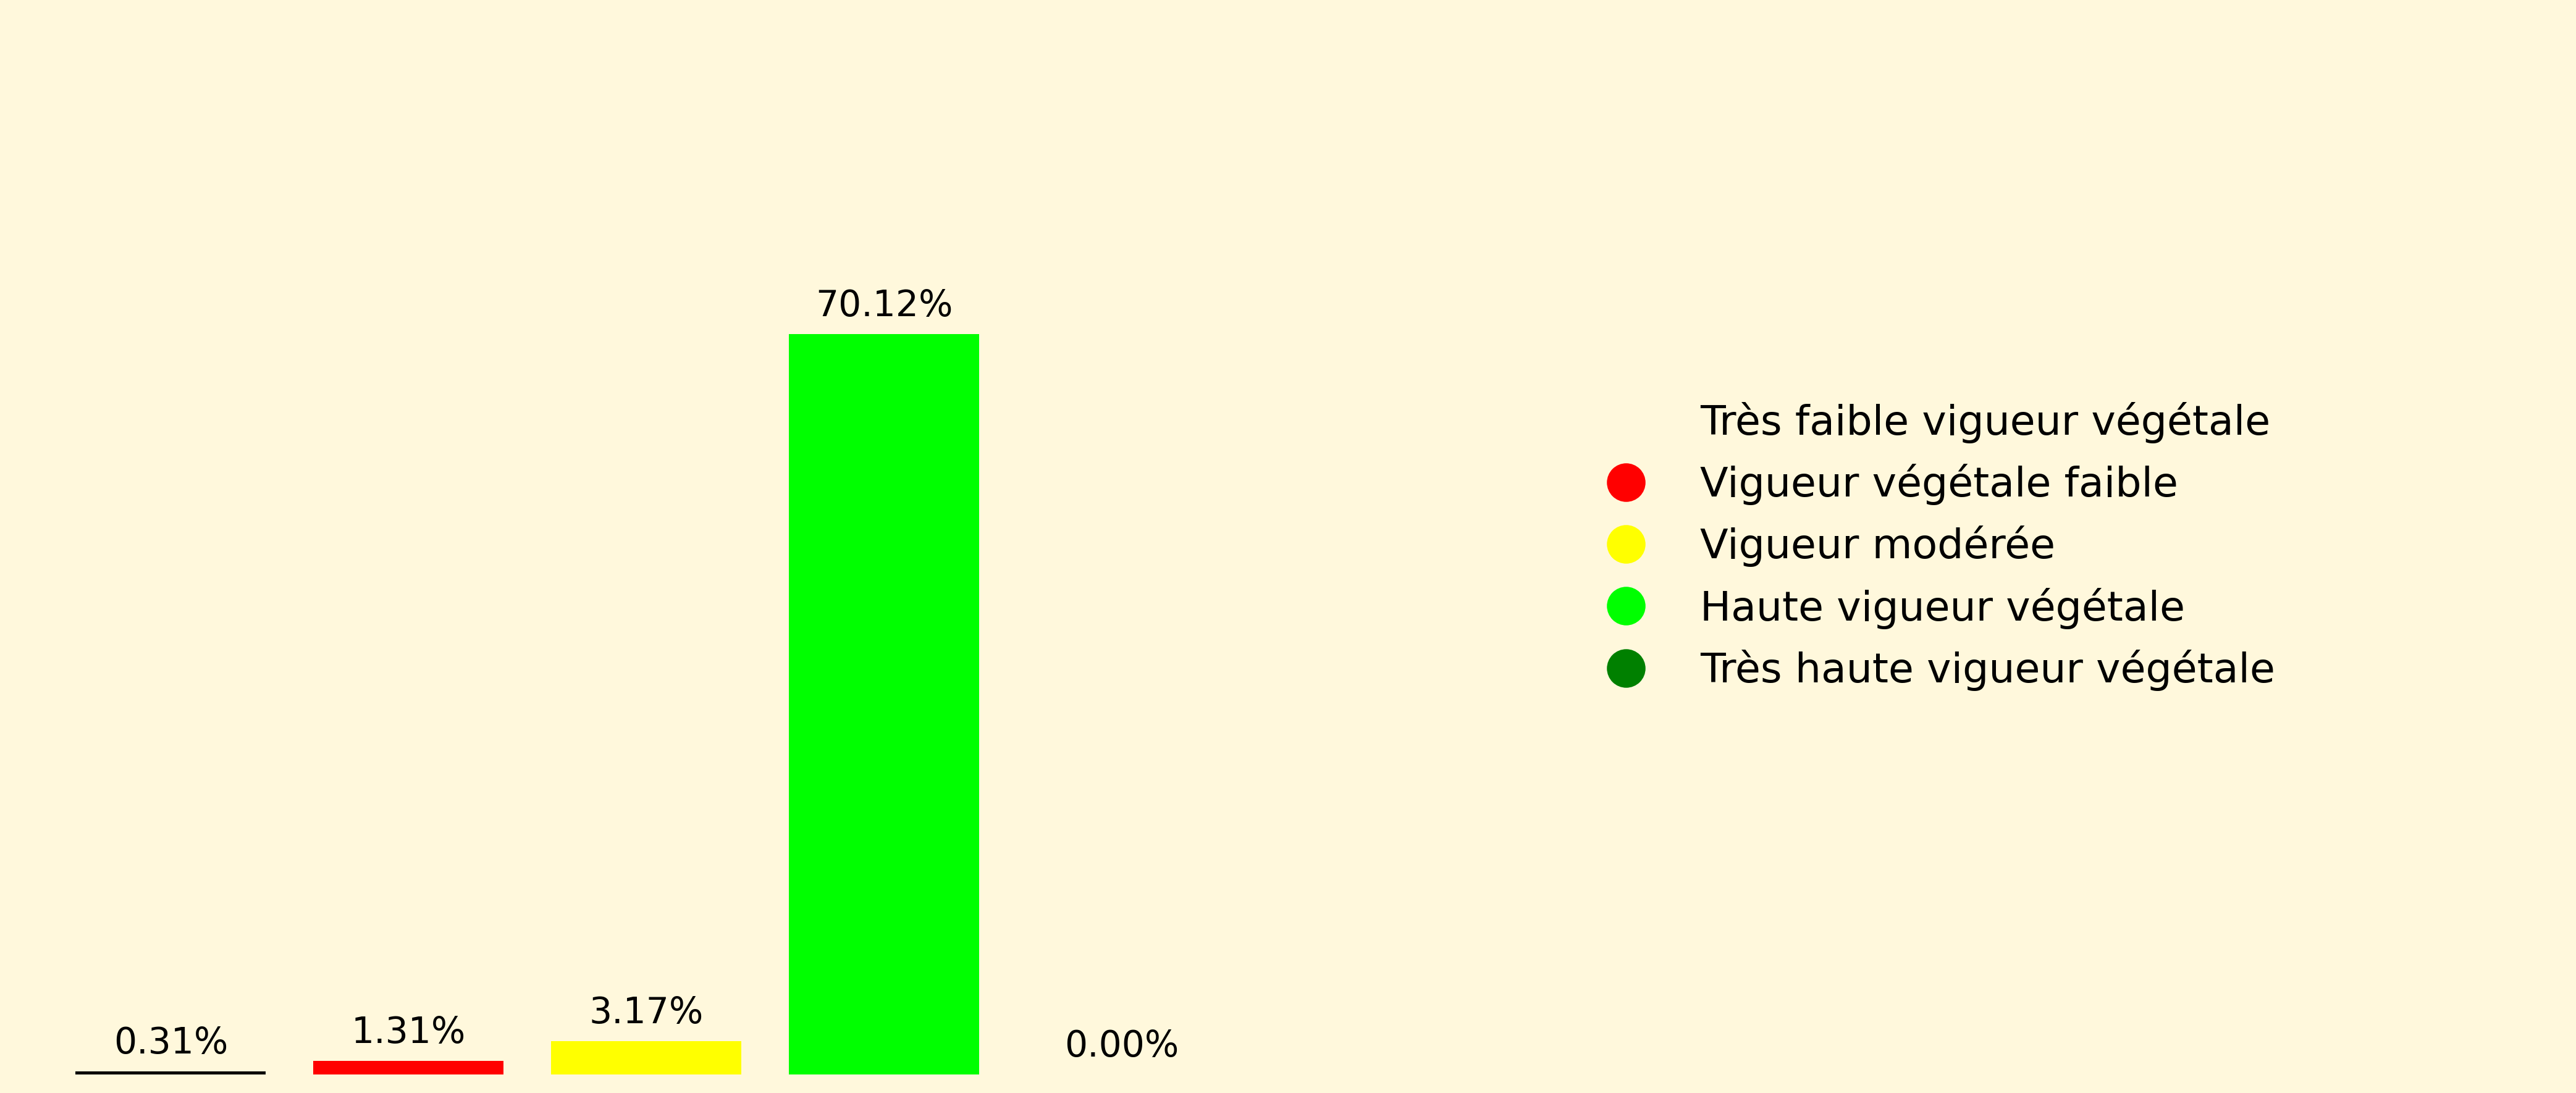 70.12%
3.17%
1.31%
0.31%
0.00%
Très faible vigueur végétale
Vigueur végétale faible
Vigueur modérée
Haute vigueur végétale
Très haute vigueur végétale